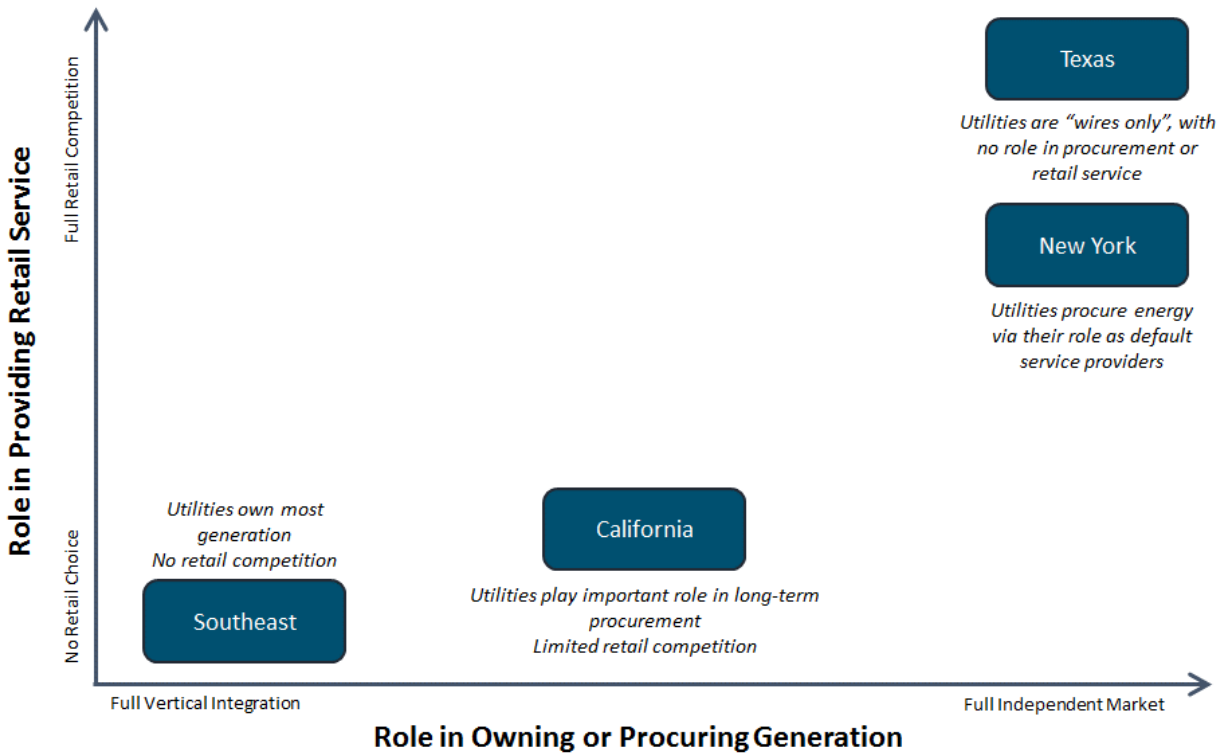 Role in Providing Retail Service
Full Retail Competition
No Retail Choice
Texas
Utilities are “wires only”, with
no role in procurement or
retail service
New York
Utilities procure energy
via their role as default
service providers
California
Utilities play important role in long-term
procurement
Limited retail competition
Utilities own most
generation
No retail competition
Southeast
Full Vertical Integration
Full Independent Market
Role in Owning or Procuring Generation